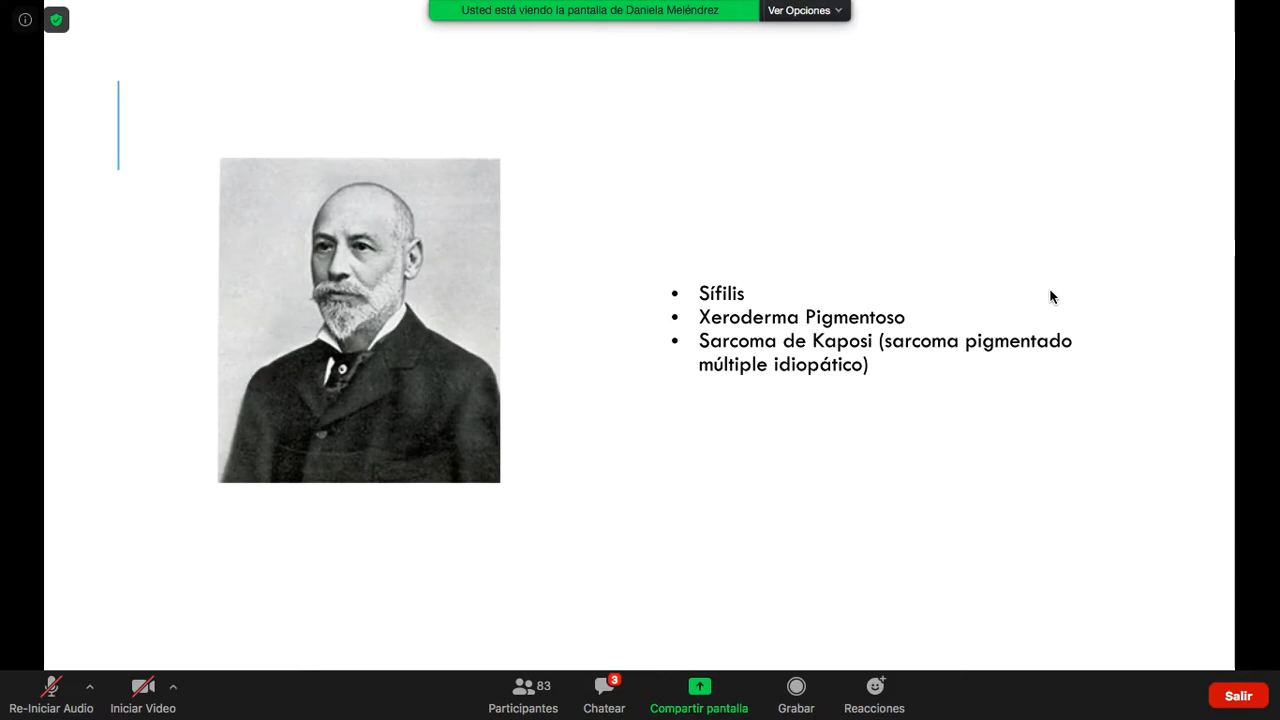 Usted está viendo la pantalla de Daniela Meléndrez
Ver Opciones
• Sífilis
• Xeroderma Pigmentoso
• Sarcoma de Kaposi (sarcoma pigmentado
múltiple idiopático)
83
3
Re-Iniciar Audio
Iniciar Video
Participantes
Chatear
Compartir pantalla
Grabar
Reacciones
Salir